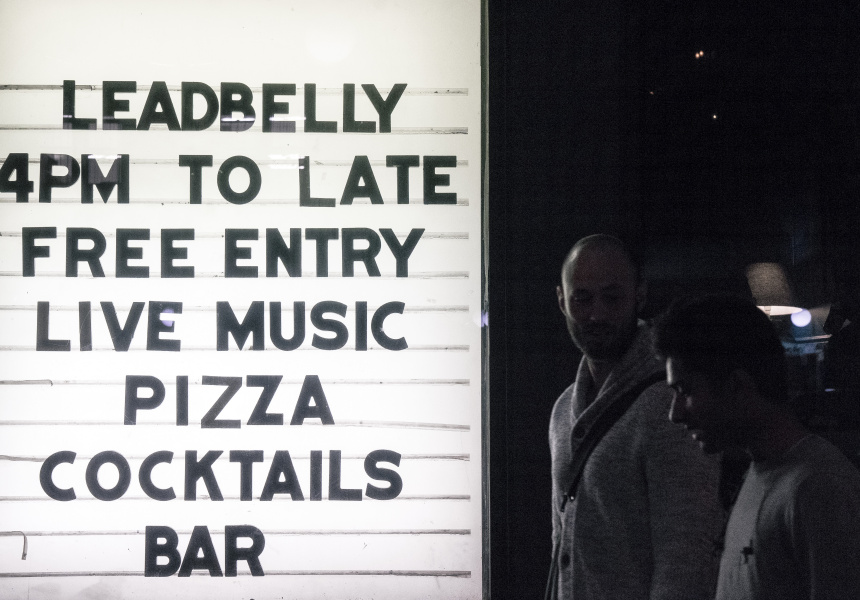 LEADBELLY
4PM TO LATE
FREE ENTRY
LIVE MUSIC
PIZZA
COCKTAILS
BAR